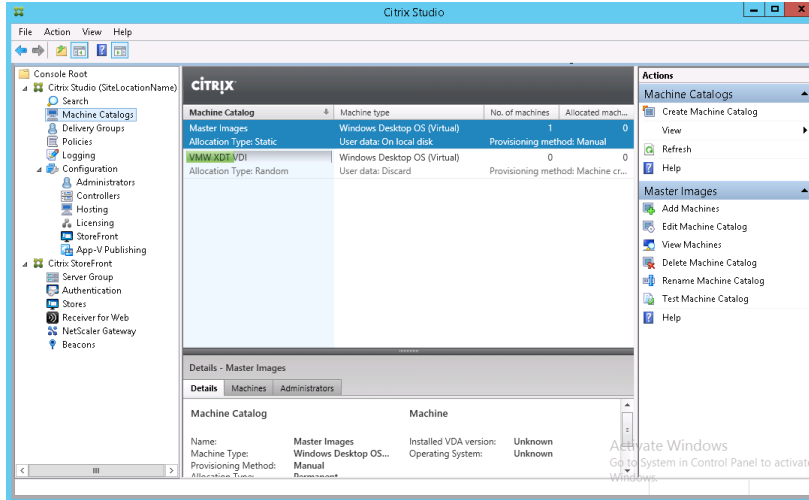 Citrix Studio
File Action View Help
Console Root
Citrix Studio (SiteLocationName)
Search
Machine Catalogs
Delivery Groups
Policies
Logging
Configuration
Administrators
Controllers
Hosting
Licensing
StoreFront
App-V Publishing
Citrix StoreFront
Server Group
Authentication
Stores
Receiver for Web
NetScaler Gateway
Beacons
CITRIX
Machine Catalog Machine type No. of machines Allocated mach...
Master Images Windows Desktop OS (Virtual) 1 0
Allocation Type: Static User data: On local disk Provisioning method: Manual
VMW XDT VDI Windows Desktop OS (Virtual) 0 0
Allocation Type: Random User data: Discard Provisioning method: Machine cr...
Details - Master Images
Details Machines Administrators
Machine Catalog Machine
Name: Master Images Installed VDA version: Unknown
Machine Type: Windows Desktop OS... Operating System: Unknown
Provisioning Method: Manual
Allocation Type: Permanent
Actions
Machine Catalogs
Create Machine Catalog
View
Refresh
Help
Master Images
Add Machines
Edit Machine Catalog
View Machines
Delete Machine Catalog
Rename Machine Catalog
Test Machine Catalog
Help
Activate Windows
Go to System in Control Panel to activate
Windows.